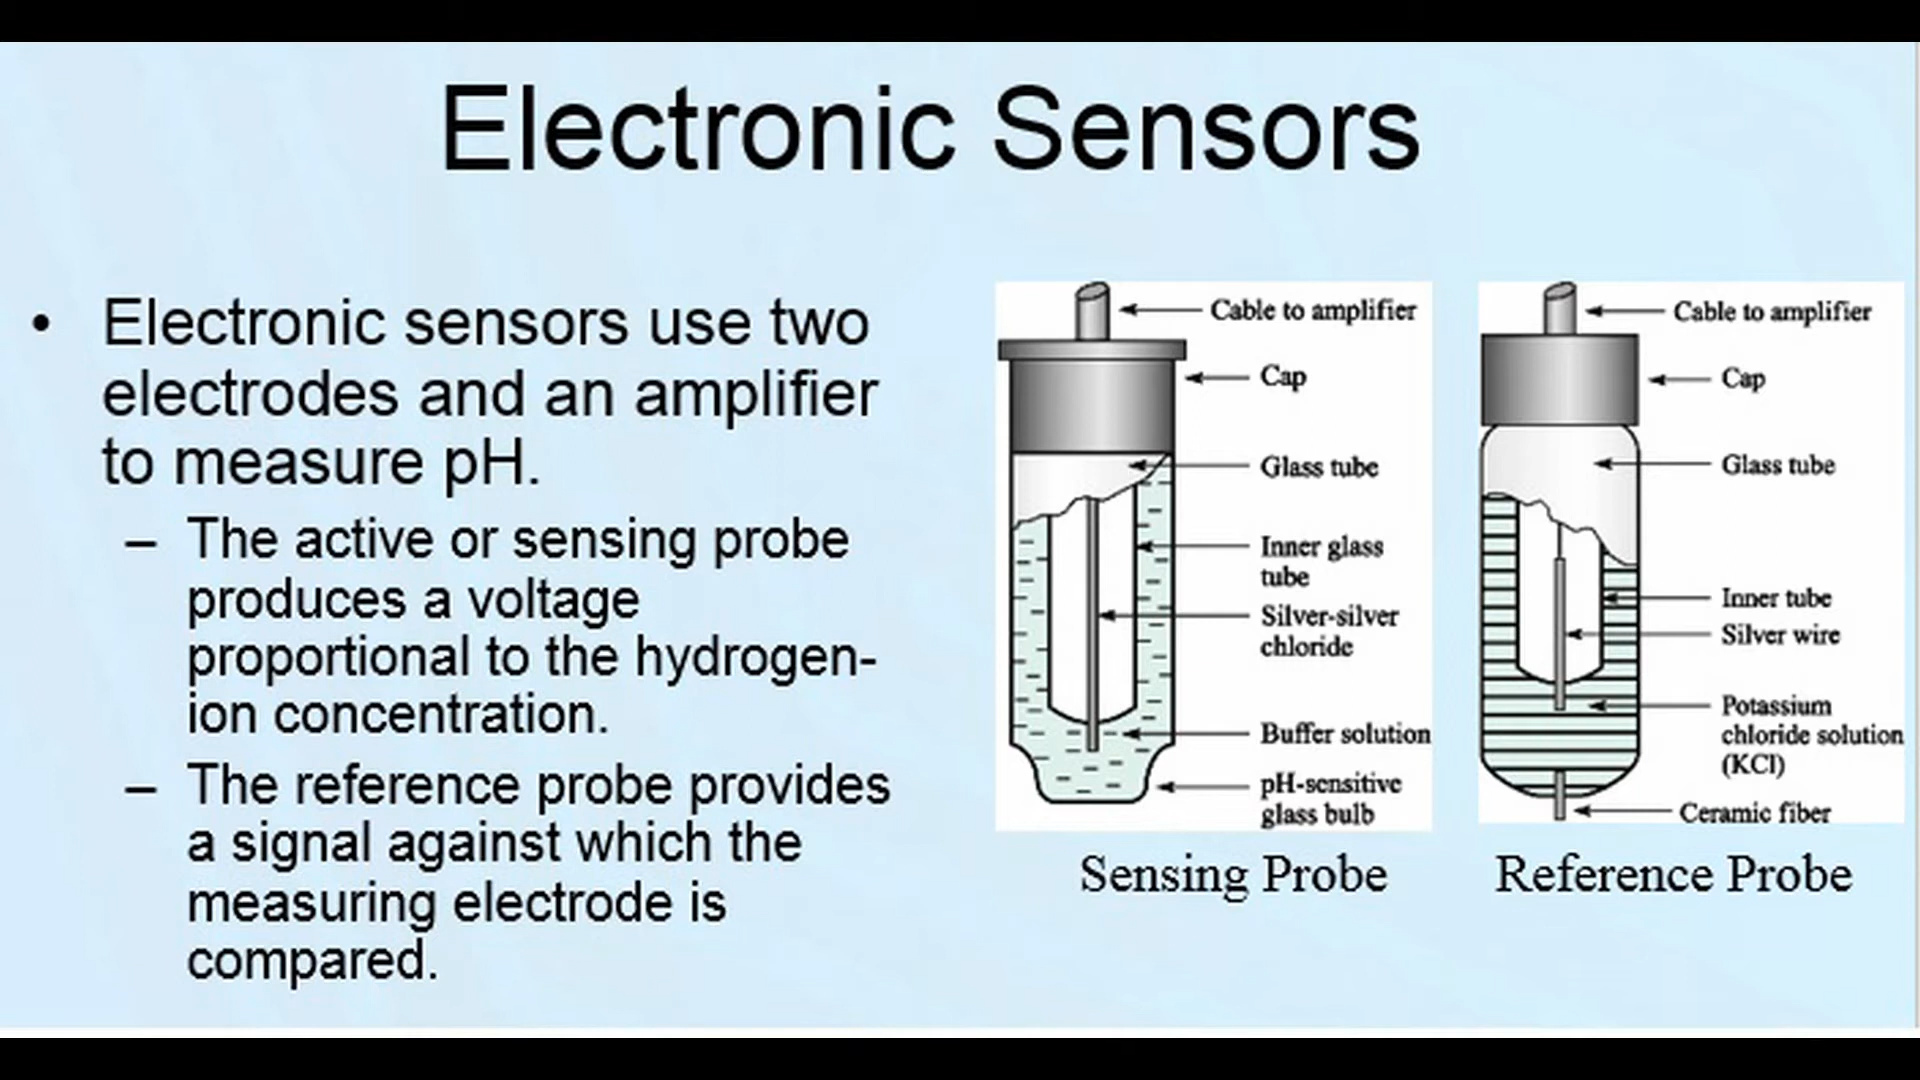 Electronic Sensors
• Electronic sensors use two
electrodes and an amplifier
to measure pH.
– The active or sensing probe
produces a voltage
proportional to the hydrogen-
ion concentration.
– The reference probe provides
a signal against which the
measuring electrode is
compared.
Cable to amplifier
Cap
Glass tube
Inner glass
tube
Silver-silver
chloride
Buffer solution
pH-sensitive
glass bulb
Sensing Probe
Cable to amplifier
Cap
Glass tube
Inner tube
Silver wire
Potassium
chloride solution
(KCl)
Ceramic fiber
Reference Probe